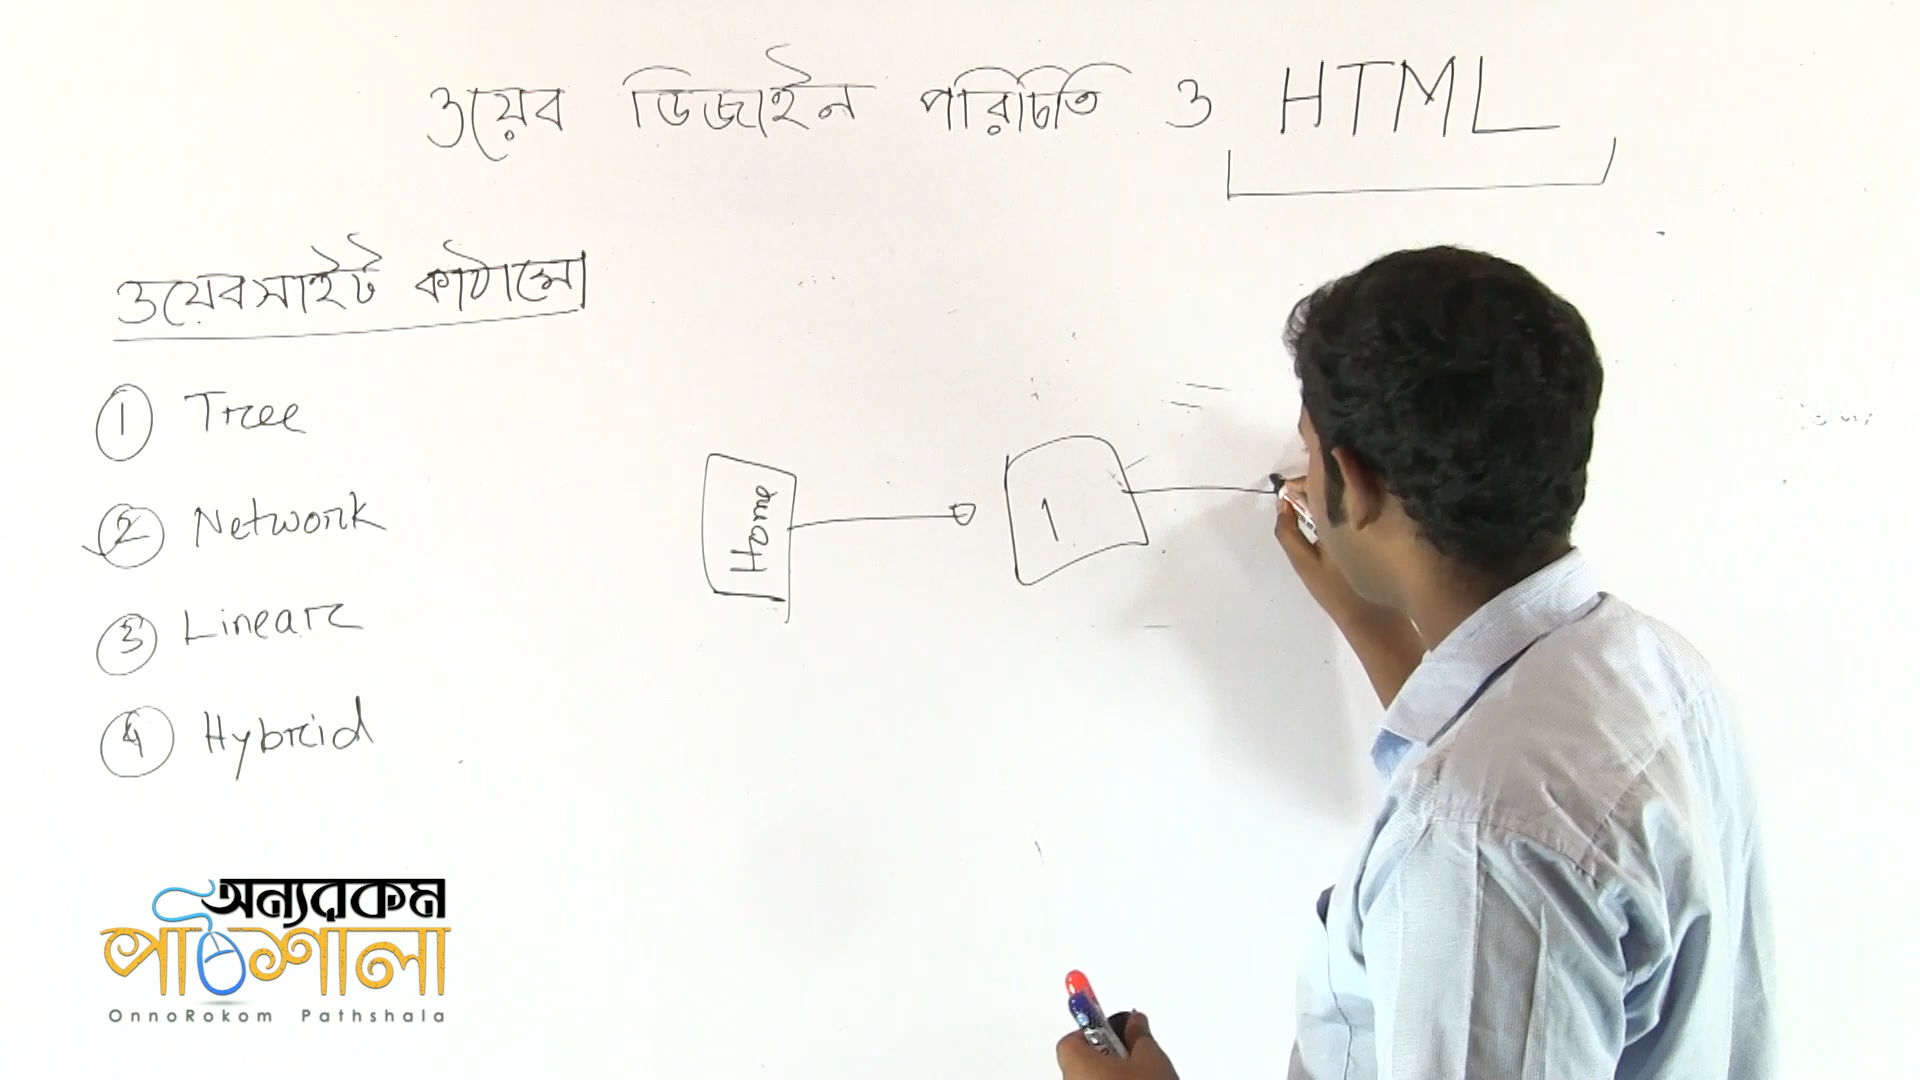 ওয়েব ডিজাইন পরিচিতি ও HTML
ওয়েবসাইট কাঠামো
1 Tree
2 Network
3 Linear
4 Hybrid
Home
1
অন্যরকম
পাঠশালা
OnnoRokom Pathshala